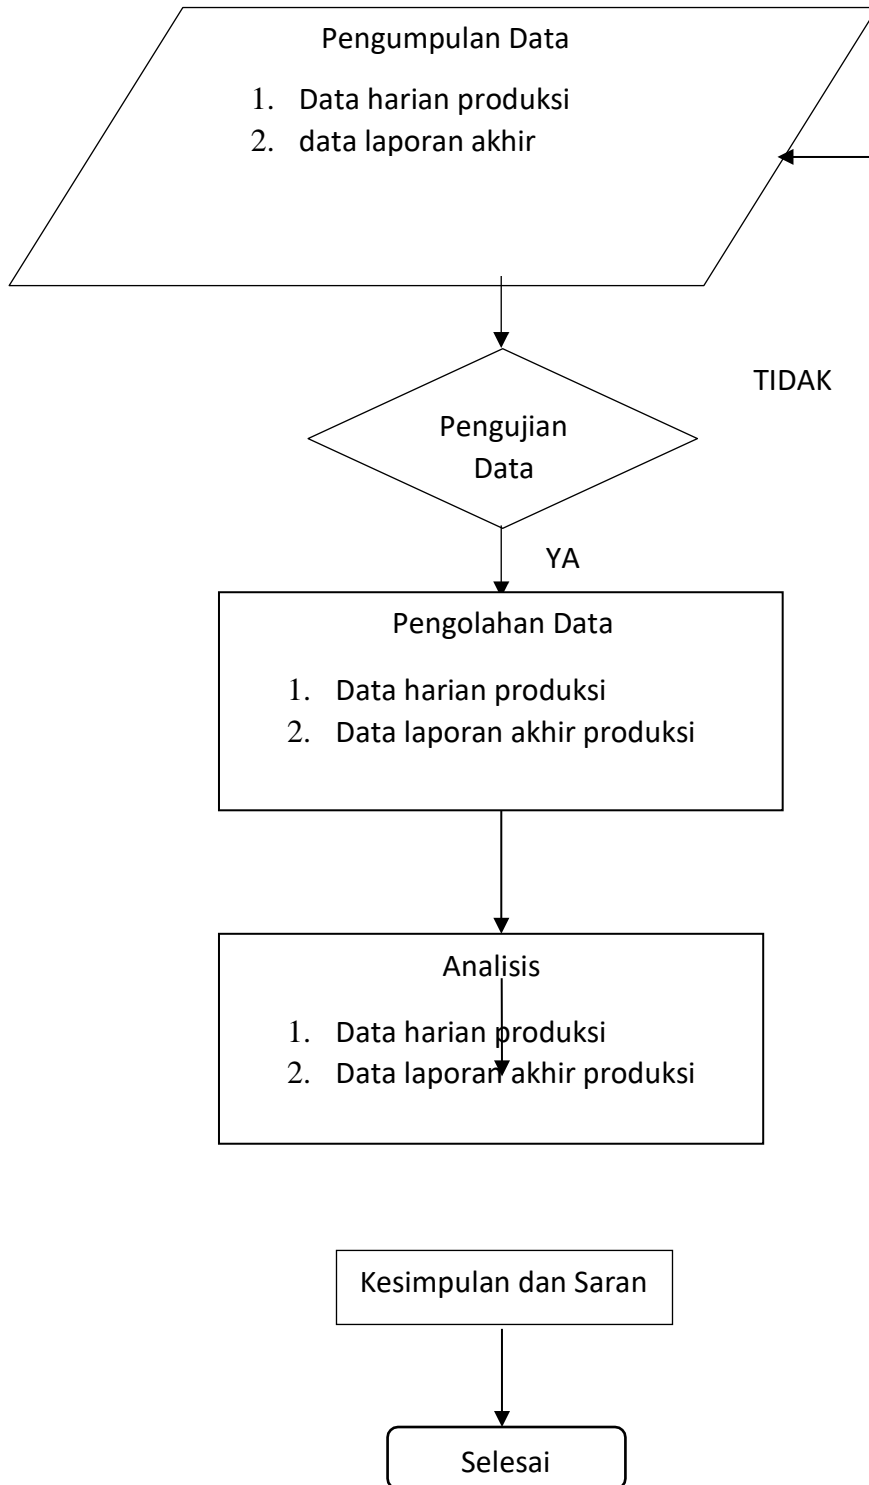 Pengumpulan Data
1. Data harian produksi
2. data laporan akhir
TIDAK
Pengujian
Data
YA
Pengolahan Data
1. Data harian produksi
2. Data laporan akhir produksi
Analisis
1. Data harian produksi
2. Data laporan akhir produksi
Kesimpulan dan Saran
Selesai